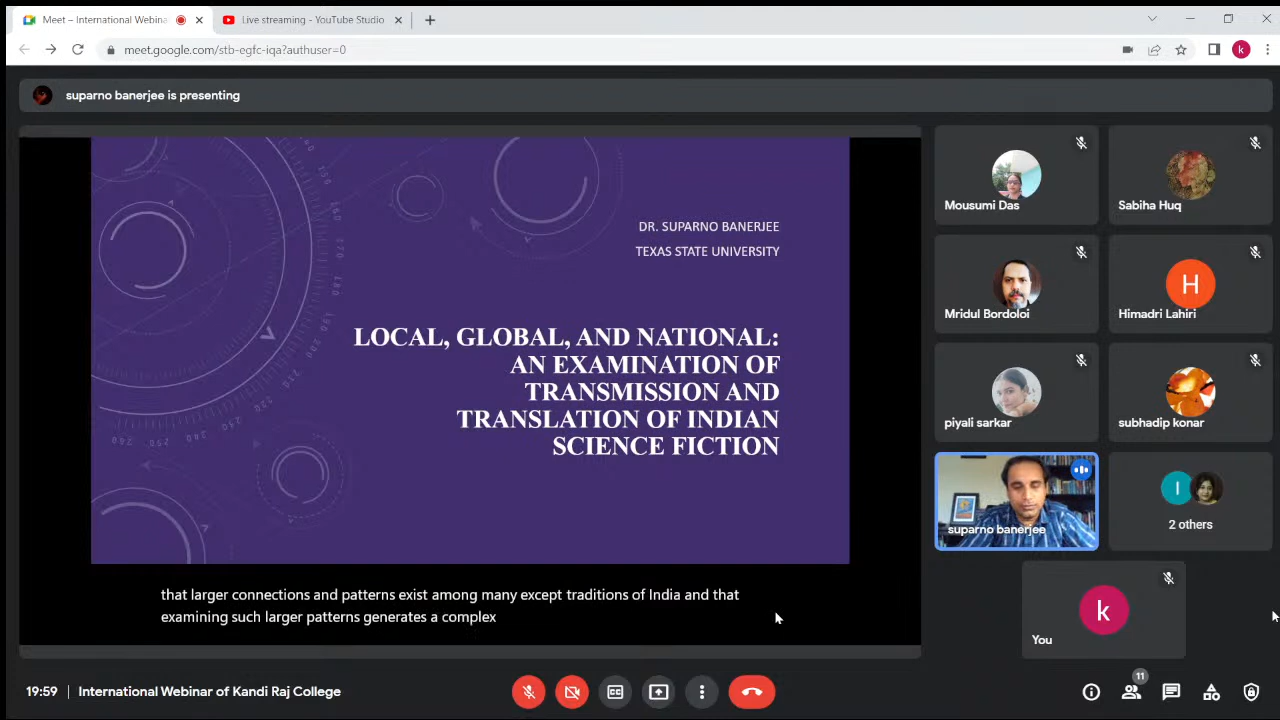 Meet – International Webina
Live streaming - YouTube Studio
meet.google.com/stb-egfc-iqa?authuser=0
k
suparno banerjee is presenting
DR. SUPARNO BANERJEE
TEXAS STATE UNIVERSITY
LOCAL, GLOBAL, AND NATIONAL:
AN EXAMINATION OF
TRANSMISSION AND
TRANSLATION OF INDIAN
SCIENCE FICTION
that larger connections and patterns exist among many except traditions of India and that
examining such larger patterns generates a complex
Mousumi Das
Sabiha Huq
Mridul Bordoloi
H
Himadri Lahiri
piyali sarkar
subhadip konar
suparno banerjee
I
2 others
k
You
19:59 | International Webinar of Kandi Raj College
11